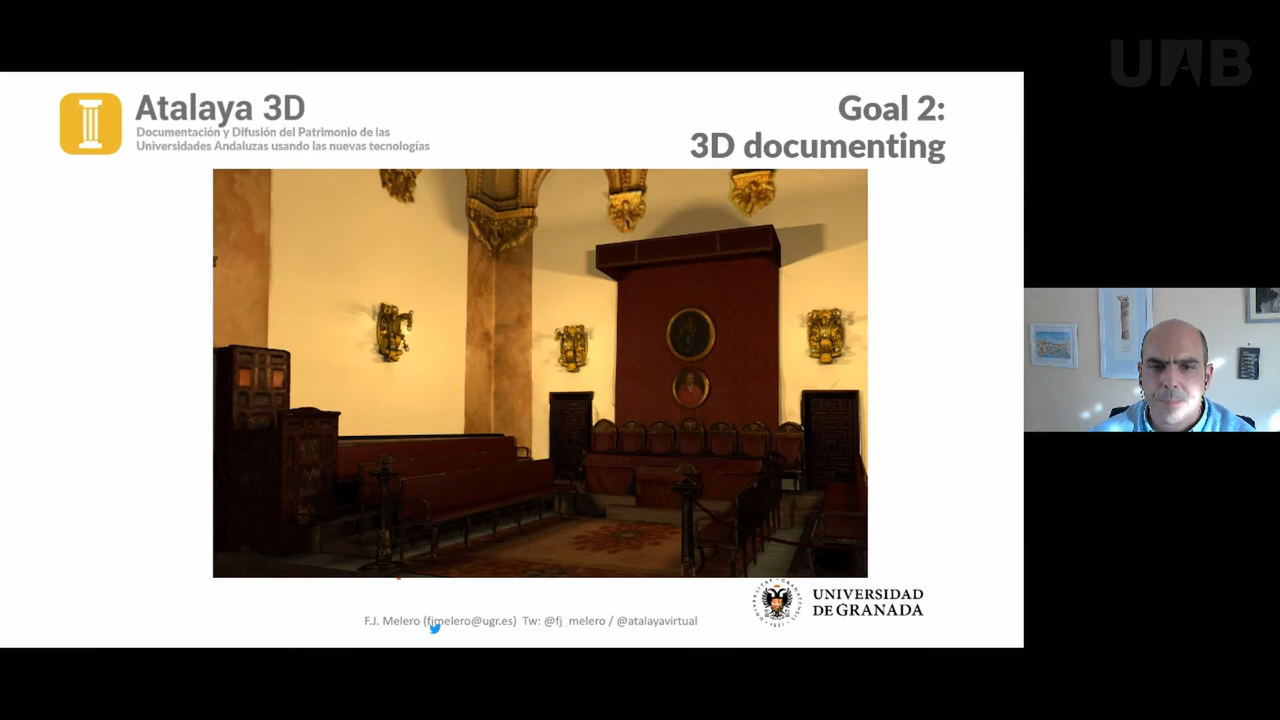 UAB
Atalaya 3D
Documentación y Difusión del Patrimonio de las
Universidades Andaluzas usando las nuevas tecnologías
Goal 2:
3D documenting
UNIVERSIDAD
DE GRANADA
F.J. Melero (fjmelero@ugr.es) Tw: @fj_melero / @atalayavirtual